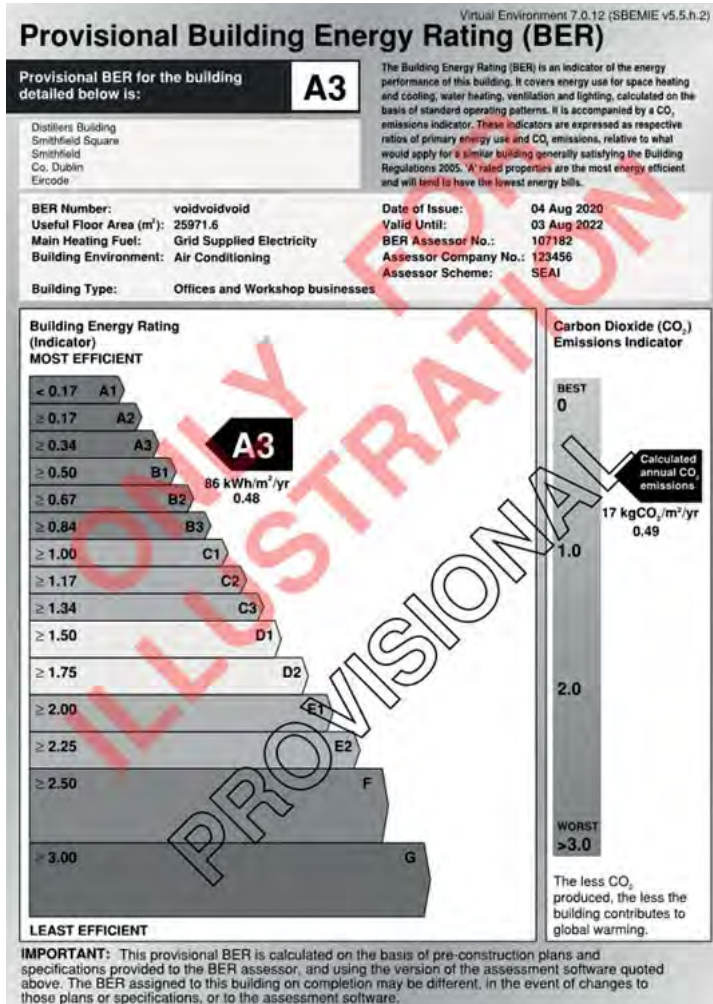 Virtual Environment 7.0.12 (SBEMIE v5.5.h.2)
Provisional Building Energy Rating (BER)
Provisional BER for the building
detailed below is:
A3
The Building Energy Rating (BER) is an indicator of the energy
performance of this building. It covers energy use for space heating
and cooling, water heating, ventilation and lighting, calculated on the
basis of standard operating patterns. It is accompanied by a CO₂
emissions indicator. These indicators are expressed as respective
ratios of primary energy use and CO₂ emissions, relative to what
would apply for a similar building generally satisfying the Building
Regulations 2005. 'A' rated properties are the most energy efficient
and will tend to have the lowest energy bills.
Distillers Building
Smithfield Square
Smithfield
Co. Dublin
Eircode
BER Number: voidvoidvoid
Useful Floor Area (m²): 25971.6
Main Heating Fuel: Grid Supplied Electricity
Building Environment: Air Conditioning
Building Type: Offices and Workshop businesses
Date of Issue: 04 Aug 2020
Valid Until: 03 Aug 2022
BER Assessor No.: 107182
Assessor Company No.: 123456
Assessor Scheme: SEAI
Building Energy Rating
(Indicator)
MOST EFFICIENT
< 0.17 A1
≥ 0.17 A2
≥ 0.34 A3
≥ 0.50 B1
≥ 0.67 B2
≥ 0.84 B3
≥ 1.00 C1
≥ 1.17 C2
≥ 1.34 C3
≥ 1.50 D1
≥ 1.75 D2
≥ 2.00 E1
≥ 2.25 E2
≥ 2.50 F
≥ 3.00 G
LEAST EFFICIENT
A3
86 kWh/m²/yr
0.48
Carbon Dioxide (CO₂)
Emissions Indicator
BEST
0
Calculated
annual CO₂
emissions
17 kgCO₂/m²/yr
0.49
1.0
2.0
WORST
>3.0
The less CO₂
produced, the less the
building contributes to
global warming.
PROVISIONAL
ONLY FOR
ILLUSTRATION
IMPORTANT: This provisional BER is calculated on the basis of pre-construction plans and
specifications provided to the BER assessor, and using the version of the assessment software quoted
above. The BER assigned to this building on completion may be different, in the event of changes to
those plans or specifications, or to the assessment software.